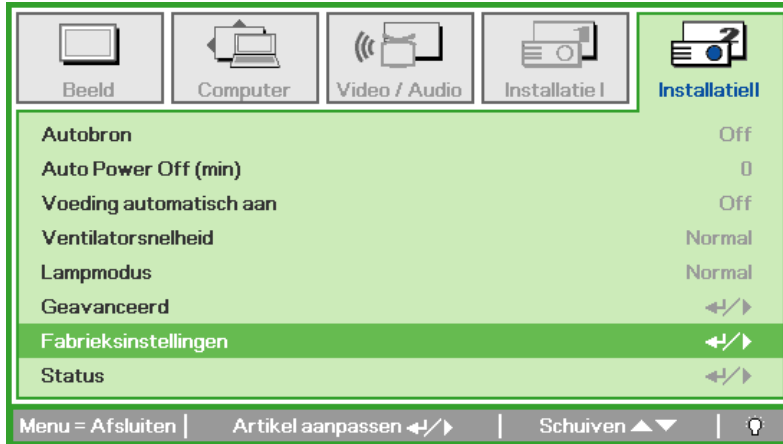 Beeld Computer Video / Audio Installatie I InstallatieII
Autobron Off
Auto Power Off (min) 0
Voeding automatisch aan Off
Ventilatorsnelheid Normal
Lampmodus Normal
Geavanceerd
Fabrieksinstellingen
Status
Menu = Afsluiten | Artikel aanpassen ↵/▶ | Schuiven ▲▼ |